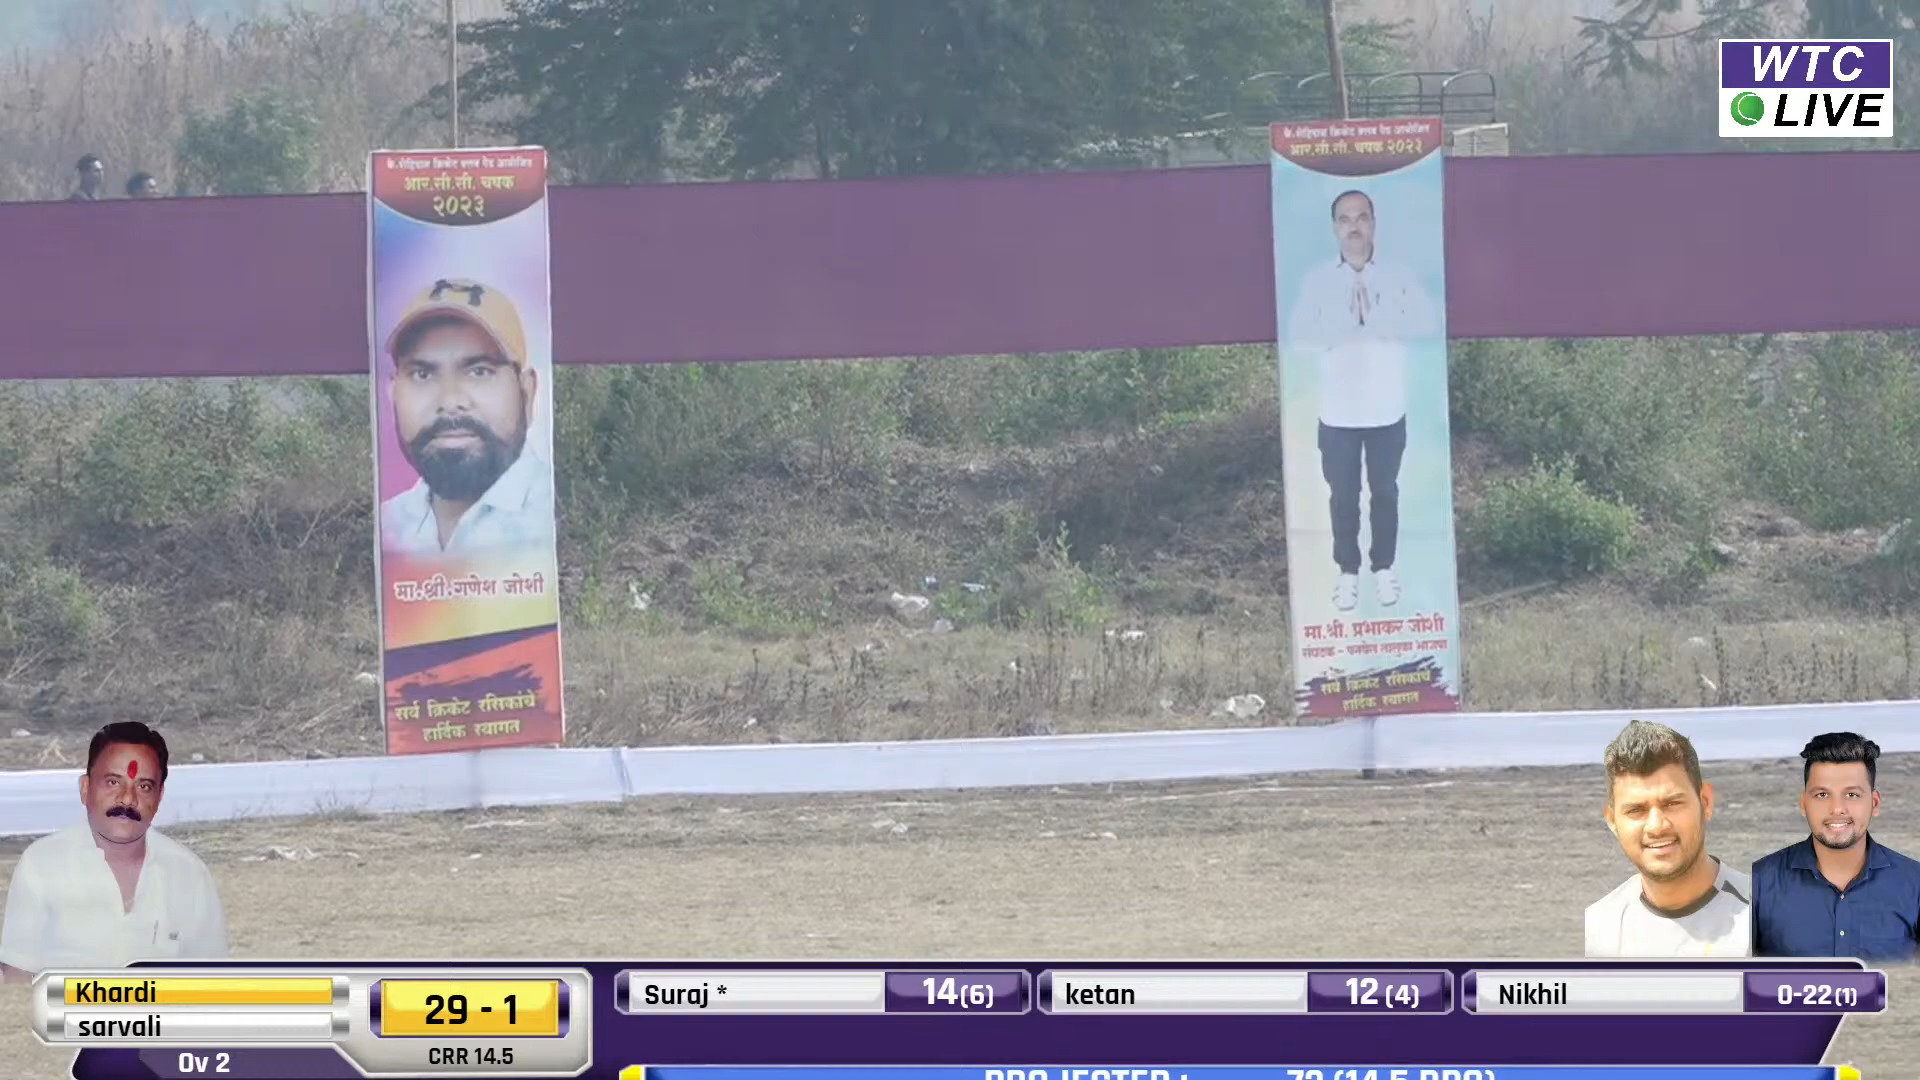 WTC
LIVE
आर.सी.सी. चषक
२०२३
मा.श्री.गणेश जोशी
सर्व क्रिकेट रसिकांचे
हार्दिक स्वागत
आर.सी.सी. चषक २०२३
मा.श्री. प्रभाकर जोशी
सर्व क्रिकेट रसिकांचे
हार्दिक स्वागत
Khardi
sarvali
Ov 2
29 - 1
CRR 14.5
Suraj * 14(6)
ketan 12 (4)
Nikhil 0-22(1)